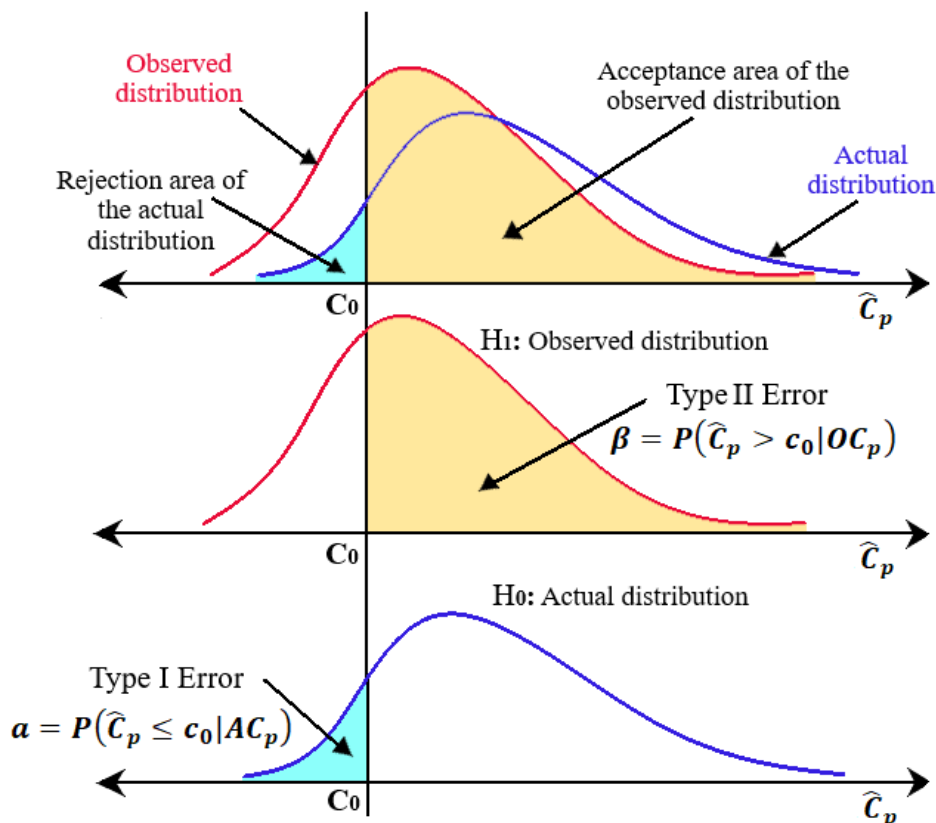 Observed
distribution
Acceptance area of the
observed distribution
Actual
distribution
Rejection area of
the actual
distribution
C0
Ĉₚ
H1: Observed distribution
Type II Error
β = P(Ĉₚ > c₀|OCₚ)
C0
Ĉₚ
H0: Actual distribution
Type I Error
a = P(Ĉₚ ≤ c₀|ACₚ)
C0
Ĉₚ